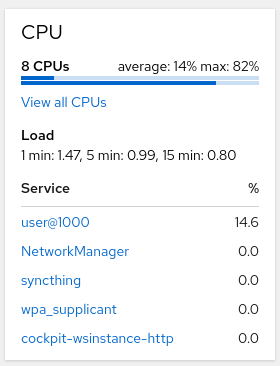 CPU
8 CPUs average: 14% max: 82%
View all CPUs
Load
1 min: 1.47, 5 min: 0.99, 15 min: 0.80
Service %
user@1000 14.6
NetworkManager 0.0
syncthing 0.0
wpa_supplicant 0.0
cockpit-wsinstance-http 0.0